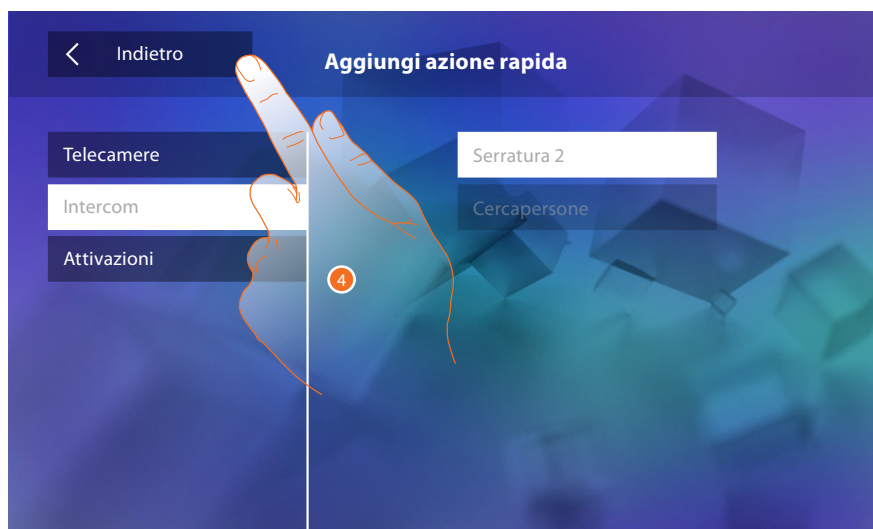 Indietro
Aggiungi azione rapida
Telecamere
Serratura 2
Intercom
Cercapersone
Attivazioni
4